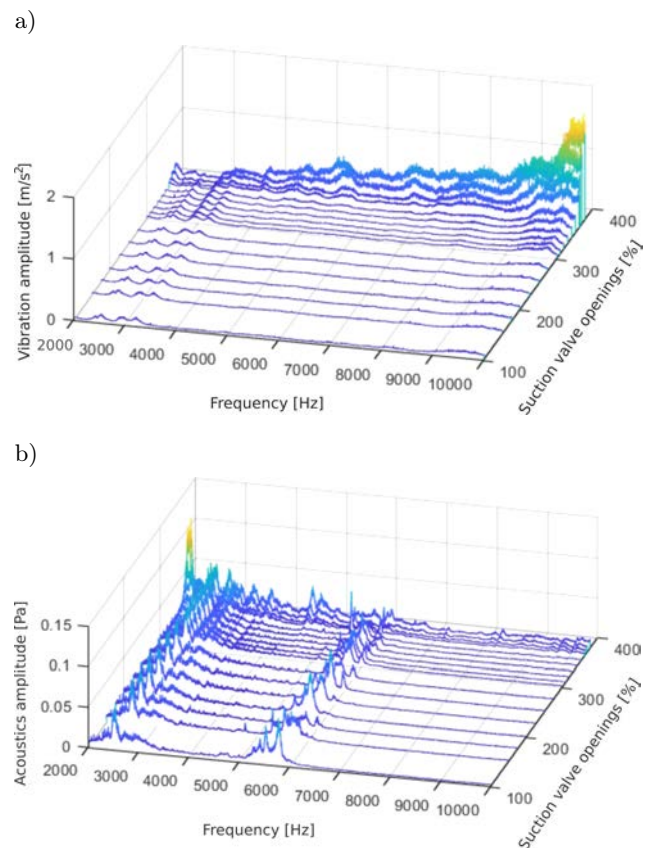 a)
Vibration amplitude [m/s²]
2
1
0
2000 3000 4000 5000 6000 7000 8000 9000 10000
Frequency [Hz]
400
300
200
100
Suction valve openings [%]
b)
Acoustics amplitude [Pa]
0.15
0.1
0.05
0
2000 3000 4000 5000 6000 7000 8000 9000 10000
Frequency [Hz]
400
300
200
100
Suction valve openings [%]